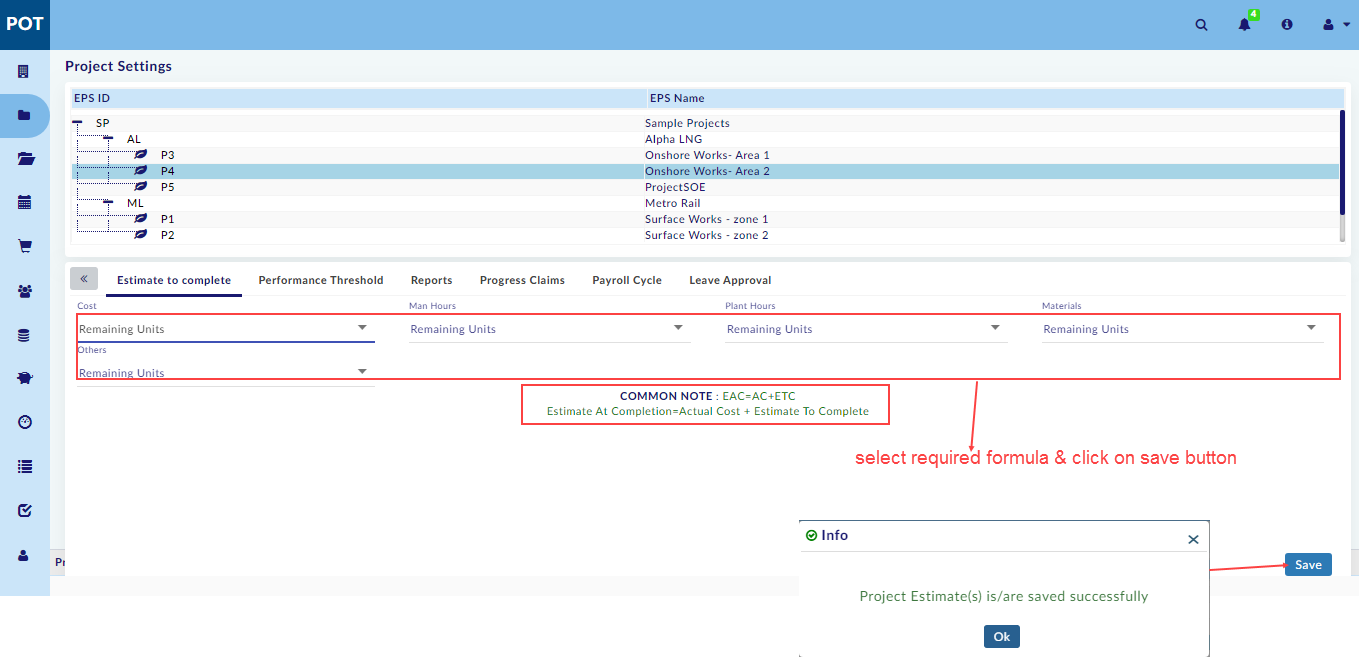 POT
4
Project Settings
EPS ID EPS Name
SP Sample Projects
AL Alpha LNG
P3 Onshore Works- Area 1
P4 Onshore Works- Area 2
P5 ProjectSOE
ML Metro Rail
P1 Surface Works - zone 1
P2 Surface Works - zone 2
« Estimate to complete Performance Threshold Reports Progress Claims Payroll Cycle Leave Approval
Cost Man Hours Plant Hours Materials
Remaining Units Remaining Units Remaining Units Remaining Units
Others
Remaining Units
COMMON NOTE : EAC=AC+ETC
Estimate At Completion=Actual Cost + Estimate To Complete
select required formula & click on save button
Info
Pr
Save
Project Estimate(s) is/are saved successfully
Ok